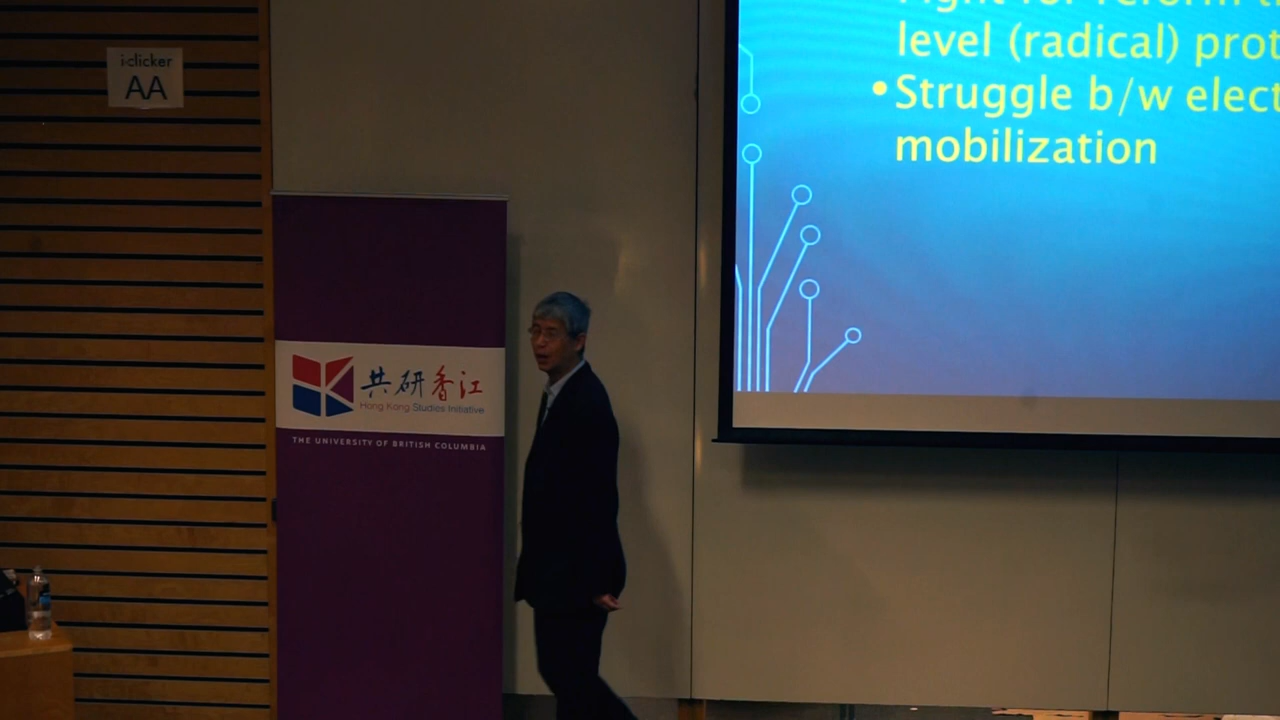 i-clicker
AA
共研香江
Hong Kong Studies Initiative
THE UNIVERSITY OF BRITISH COLUMBIA
level (radical) prot
• Struggle b/w elect
mobilization